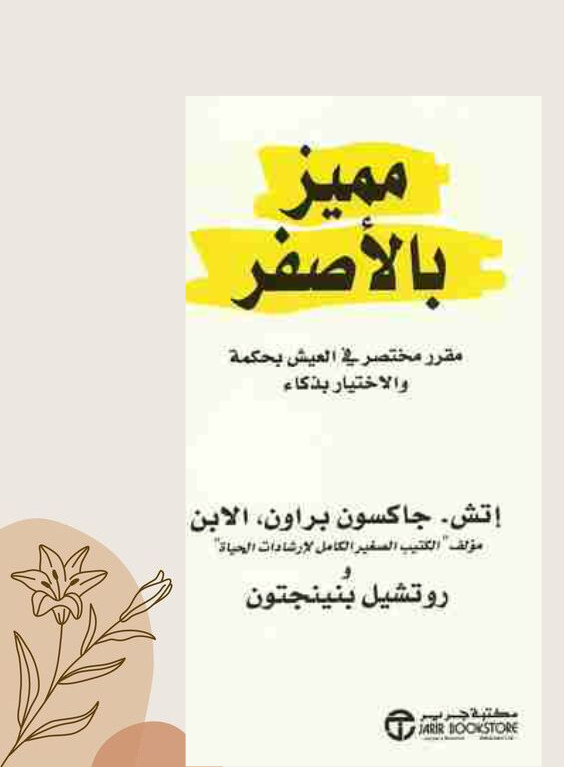 مميز
بالأصفر
مقرر مختصر في العيش بحكمة
والاختيار بذكاء
إتش. جاكسون براون، الابن
مؤلف "الكتيب الصغير الكامل لإرشادات الحياة"
و
روتشيل بنينجتون
مكتبة جرير
JARIR BOOKSTORE